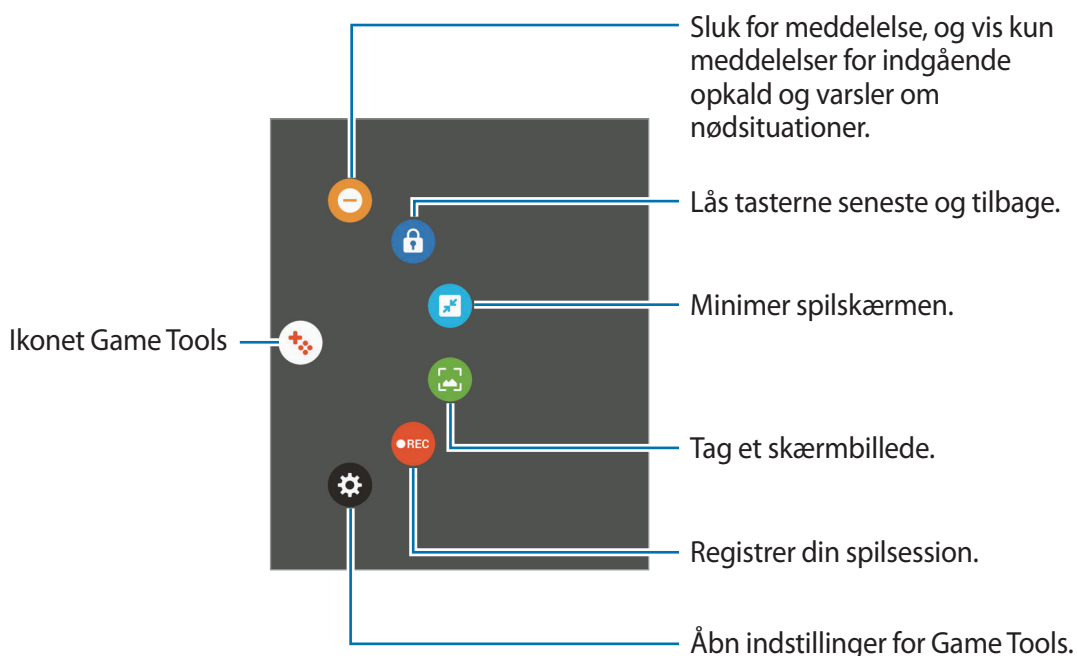 Sluk for meddelelse, og vis kun
meddelelser for indgående
opkald og varsler om
nødsituationer.
Lås tasterne seneste og tilbage.
Minimer spilskærmen.
Ikonet Game Tools
Tag et skærmbillede.
REC
Registrer din spilsession.
Åbn indstillinger for Game Tools.